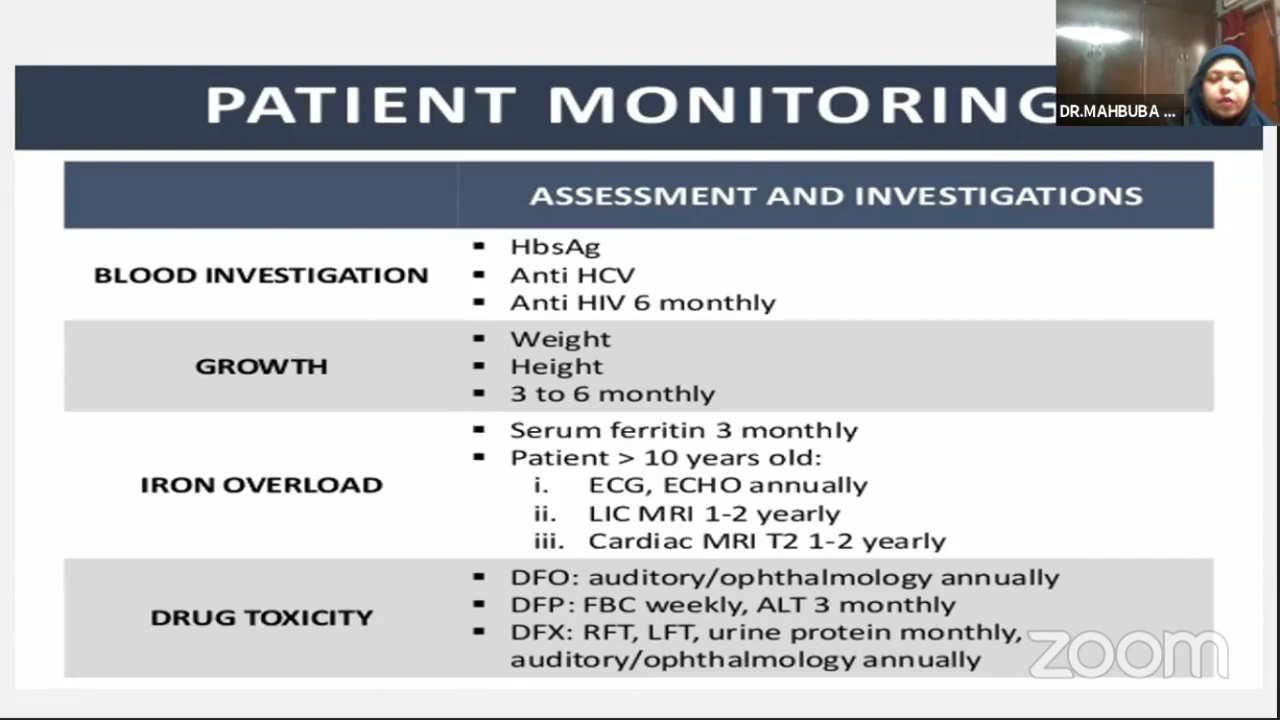 PATIENT MONITORING
DR.MAHBUBA ...
ASSESSMENT AND INVESTIGATIONS
BLOOD INVESTIGATION
▪ HbsAg
▪ Anti HCV
▪ Anti HIV 6 monthly
GROWTH
▪ Weight
▪ Height
▪ 3 to 6 monthly
IRON OVERLOAD
▪ Serum ferritin 3 monthly
▪ Patient > 10 years old:
i. ECG, ECHO annually
ii. LIC MRI 1-2 yearly
iii. Cardiac MRI T2 1-2 yearly
DRUG TOXICITY
▪ DFO: auditory/ophthalmology annually
▪ DFP: FBC weekly, ALT 3 monthly
▪ DFX: RFT, LFT, urine protein monthly,
auditory/ophthalmology annually
zoom